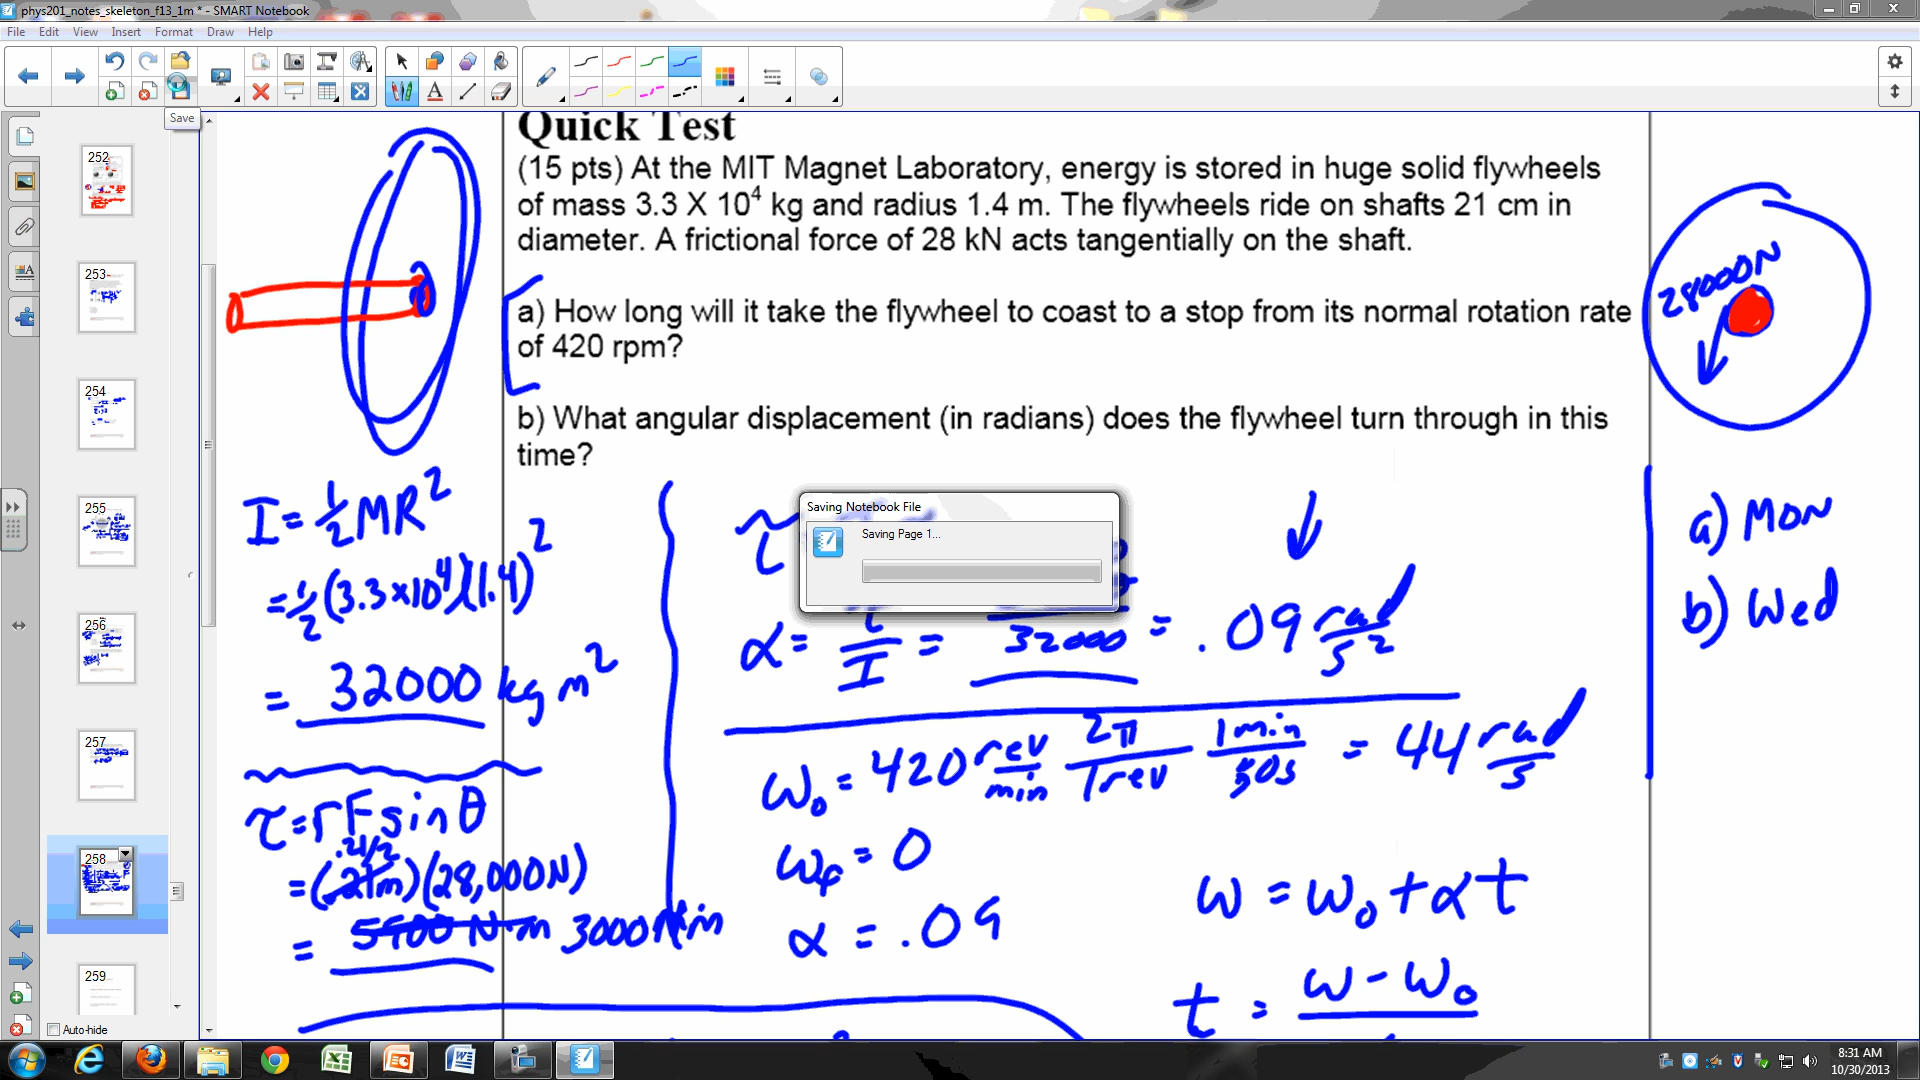 phys201_notes_skeleton_f13_1m * - SMART Notebook
File Edit View Insert Format Draw Help
Save
252
253
254
255
256
257
258
259
Auto-hide
Quick Test
(15 pts) At the MIT Magnet Laboratory, energy is stored in huge solid flywheels
of mass 3.3 X 10⁴ kg and radius 1.4 m. The flywheels ride on shafts 21 cm in
diameter. A frictional force of 28 kN acts tangentially on the shaft.
a) How long will it take the flywheel to coast to a stop from its normal rotation rate
of 420 rpm?
b) What angular displacement (in radians) does the flywheel turn through in this
time?
28000N
a) Mon
b) Wed
I = ½MR²
= ½(3.3x10⁴)(1.4)²
= 32000 kg m²
τ = rF sin θ
.21/2
= (.21m)(28,000N)
= 5900 N·m 3000 N·m
Saving Notebook File
Saving Page 1...
α = τ/I = /32000 = .09 rad/s²
ω₀ = 420 rev/min 2π/1rev 1min/50s = 44 rad/s
ωf = 0
α = .09
ω = ω₀ + αt
t = ω - ω₀
8:31 AM
10/30/2013